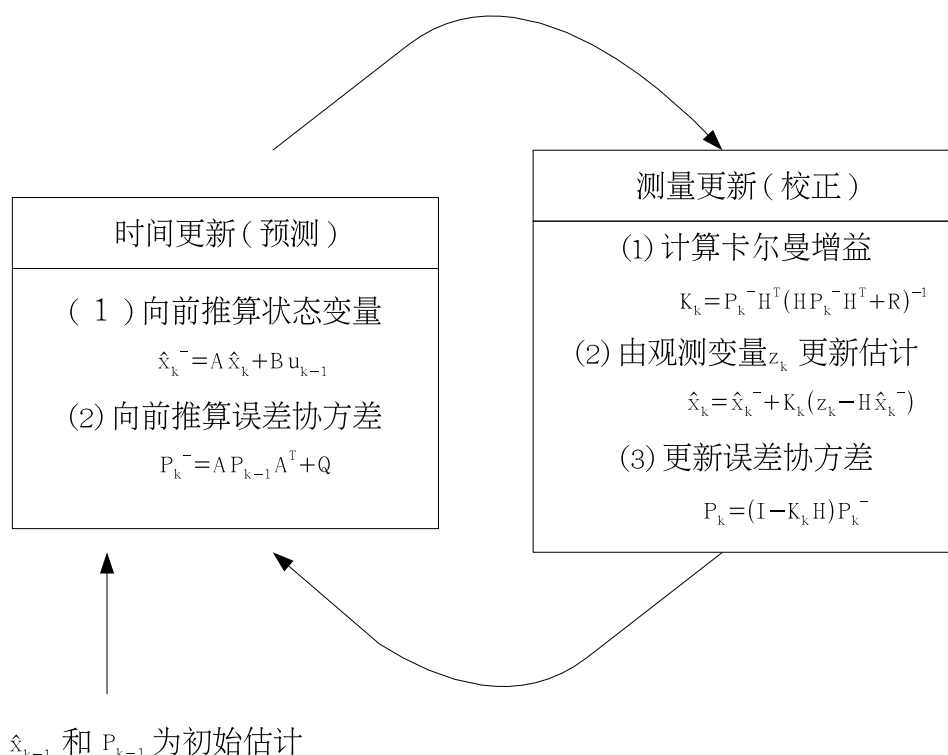 时间更新(预测)
(1)向前推算状态变量
x̂ₖ⁻=Ax̂ₖ+Buₖ₋₁
(2)向前推算误差协方差
Pₖ⁻=APₖ₋₁Aᵀ+Q
测量更新(校正)
(1)计算卡尔曼增益
Kₖ=Pₖ⁻Hᵀ(HPₖ⁻Hᵀ+R)⁻¹
(2)由观测变量zₖ 更新估计
x̂ₖ=x̂ₖ⁻+Kₖ(zₖ-Hx̂ₖ⁻)
(3)更新误差协方差
Pₖ=(I-KₖH)Pₖ⁻
x̂ₖ₋₁ 和 Pₖ₋₁ 为初始估计